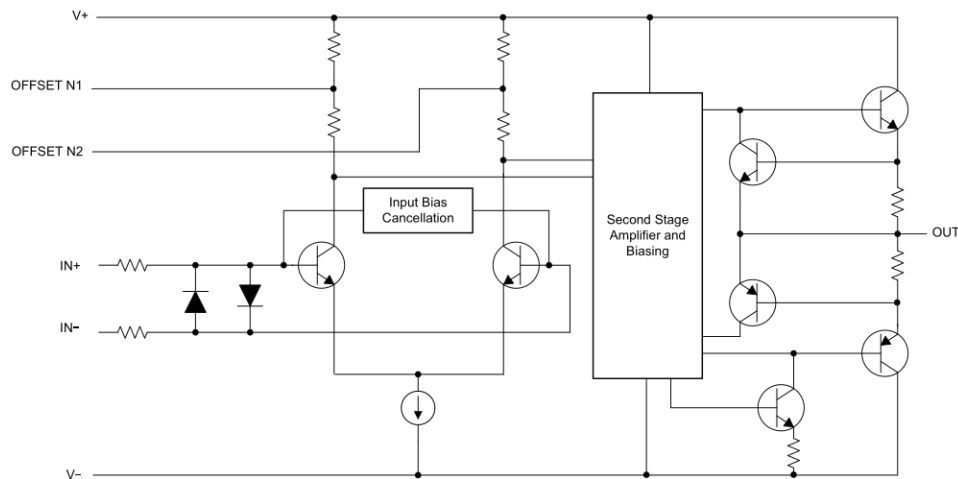 V+
OFFSET N1
OFFSET N2
Input Bias
Cancellation
Second Stage
Amplifier and
Biasing
OUT
IN+
IN−
V−